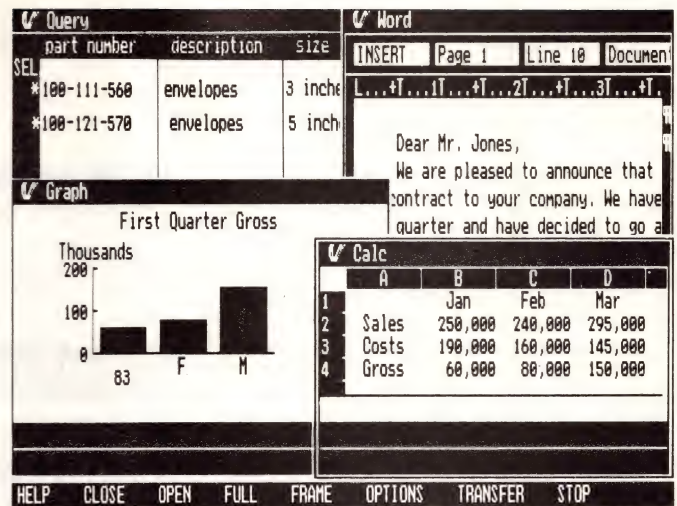 Query
part number description size
SEL
*100-111-560 envelopes 3 inche
*100-121-570 envelopes 5 inch
Word
INSERT Page 1 Line 10 Document
L...+T...1T...+T...2T...+T...3T...+T.
Dear Mr. Jones,
We are pleased to announce that
contract to your company. We have
quarter and have decided to go a
Graph
First Quarter Gross
Thousands
200
100
0
83 F M
Calc
A B C D
1 Jan Feb Mar
2 Sales 250,000 240,000 295,000
3 Costs 190,000 160,000 145,000
4 Gross 60,000 80,000 150,000
HELP CLOSE OPEN FULL FRAME OPTIONS TRANSFER STOP